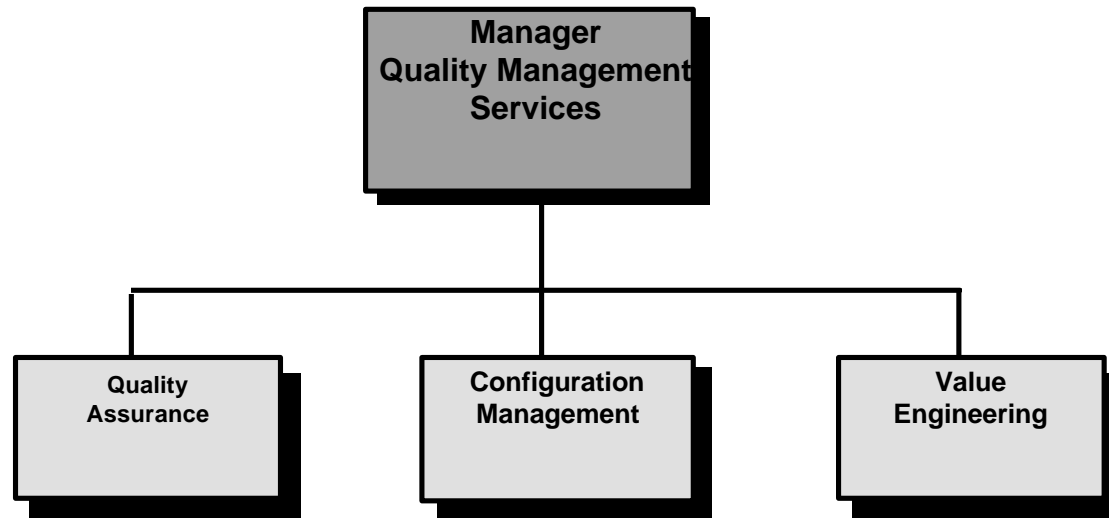 Manager
Quality Management
Services
Quality
Assurance
Configuration
Management
Value
Engineering